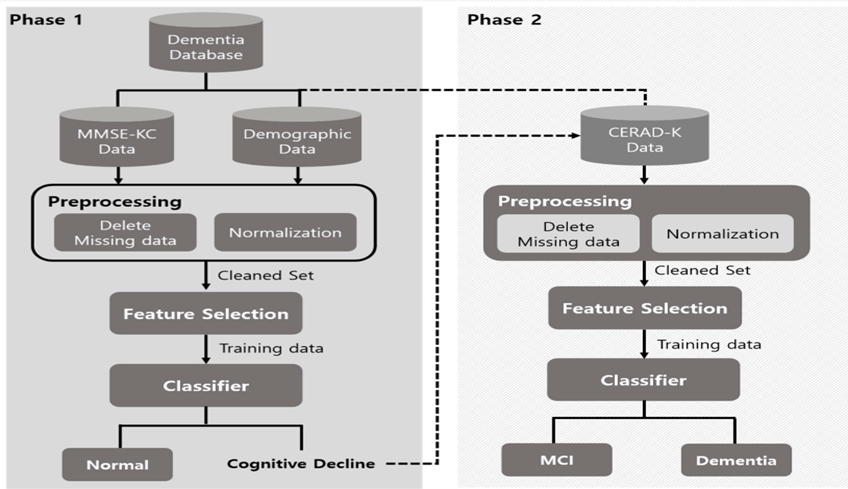 Phase 1
Dementia
Database
MMSE-KC
Data
Demographic
Data
Preprocessing
Delete
Missing data
Normalization
Cleaned Set
Feature Selection
Training data
Classifier
Normal
Cognitive Decline
Phase 2
CERAD-K
Data
Preprocessing
Delete
Missing data
Normalization
Cleaned Set
Feature Selection
Training data
Classifier
MCI
Dementia